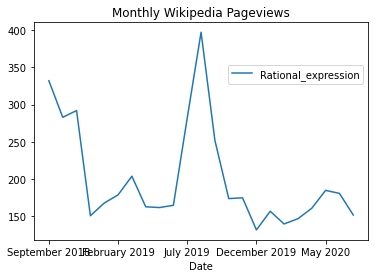 Monthly Wikipedia Pageviews
400
350
Rational_expression
300
250
200
150
September 2018 February 2019 July 2019 December 2019 May 2020
Date